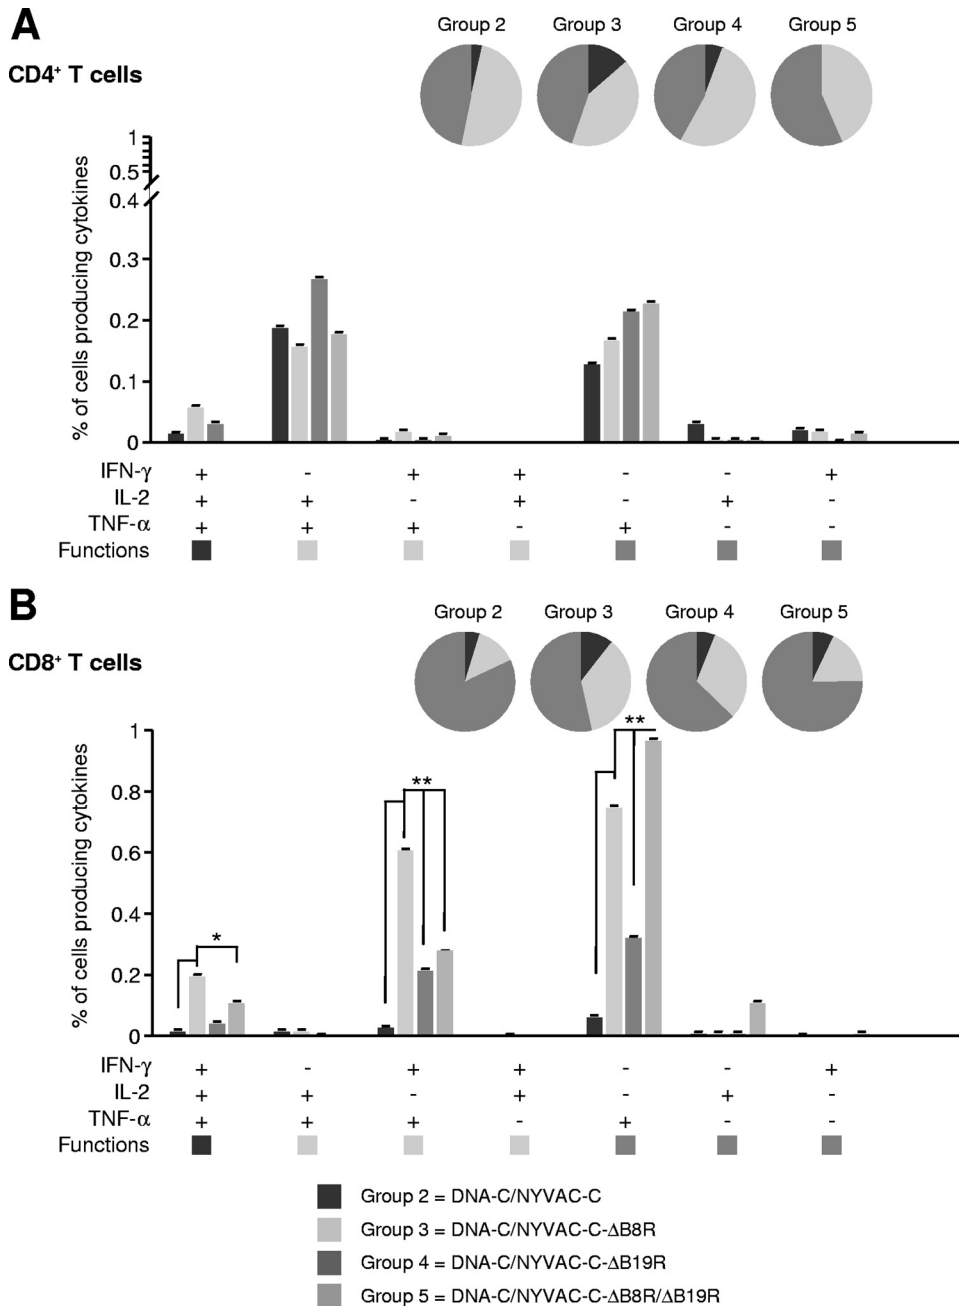 A
Group 2 Group 3 Group 4 Group 5
CD4+ T cells
% of cells producing cytokines
1
0.5
0.4
0.3
0.2
0.1
0
IFN-γ + - + + - - +
IL-2 + + - + - + -
TNF-α + + + - + - -
Functions
B
Group 2 Group 3 Group 4 Group 5
CD8+ T cells
% of cells producing cytokines
1
0.8
0.6
0.4
0.2
0
*
**
**
IFN-γ + - + + - - +
IL-2 + + - + - + -
TNF-α + + + - + - -
Functions
Group 2 = DNA-C/NYVAC-C
Group 3 = DNA-C/NYVAC-C-ΔB8R
Group 4 = DNA-C/NYVAC-C-ΔB19R
Group 5 = DNA-C/NYVAC-C-ΔB8R/ΔB19R